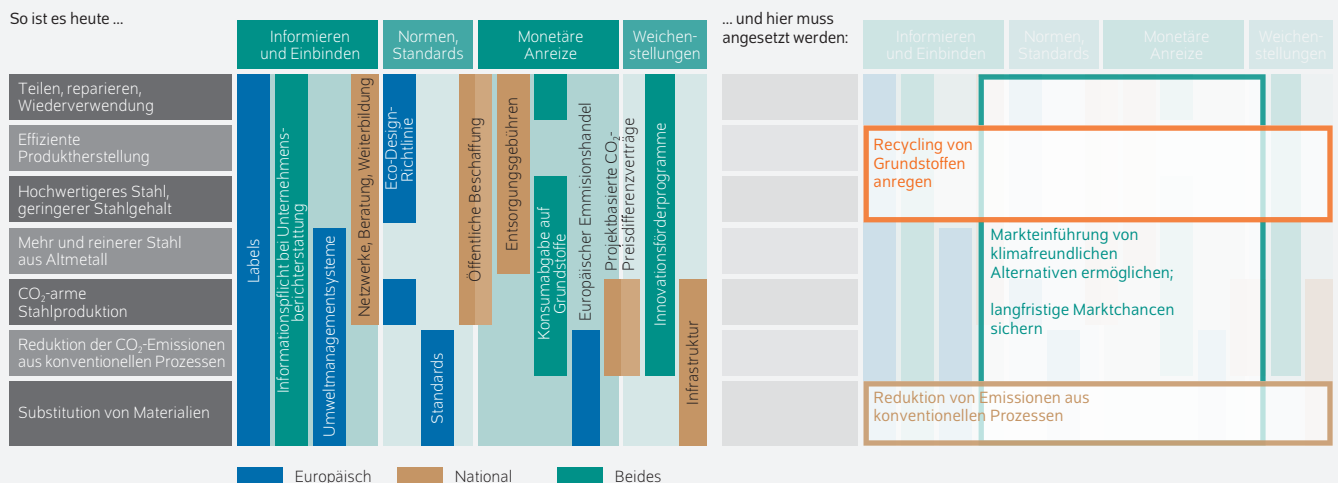 So ist es heute ...
Informieren
und Einbinden
Normen,
Standards
Monetäre
Anreize
Weichen-
stellungen
Teilen, reparieren,
Wiederverwendung
Effiziente
Produktherstellung
Hochwertigeres Stahl,
geringerer Stahlgehalt
Mehr und reinerer Stahl
aus Altmetall
CO₂-arme
Stahlproduktion
Reduktion der CO₂-Emissionen
aus konventionellen Prozessen
Substitution von Materialien
Labels
Informationspflicht bei Unternehmens-
berichterstattung
Umweltmanagementsysteme
Netzwerke, Beratung, Weiterbildung
Eco-Design-
Richtlinie
Standards
Öffentliche Beschaffung
Entsorgungsgebühren
Konsumabgabe auf
Grundstoffe
Europäischer Emmisionshandel
Projektbasierte CO₂-
Preisdifferenzverträge
Innovationsförderprogramme
Infrastruktur
Europäisch
National
Beides
... und hier muss
angesetzt werden:
Informieren
und Einbinden
Normen,
Standards
Monetäre
Anreize
Weichen-
stellungen
Recycling von
Grundstoffen
anregen
Markteinführung von
klimafreundlichen
Alternativen ermöglichen;
langfristige Marktchancen
sichern
Reduktion von Emissionen aus
konventionellen Prozessen